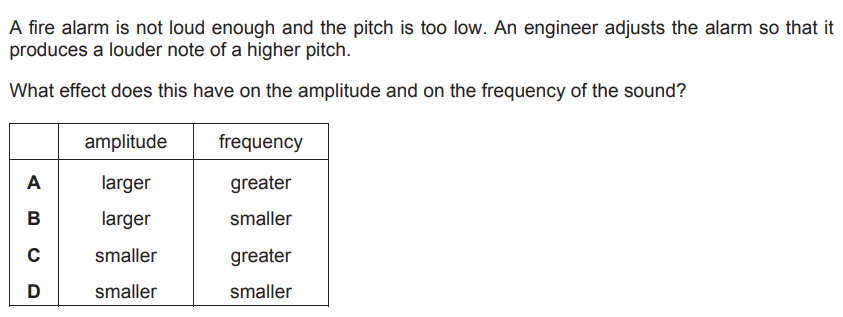 A fire alarm is not loud enough and the pitch is too low. An engineer adjusts the alarm so that it
produces a louder note of a higher pitch.
What effect does this have on the amplitude and on the frequency of the sound?
amplitude frequency
A larger greater
B larger smaller
C smaller greater
D smaller smaller